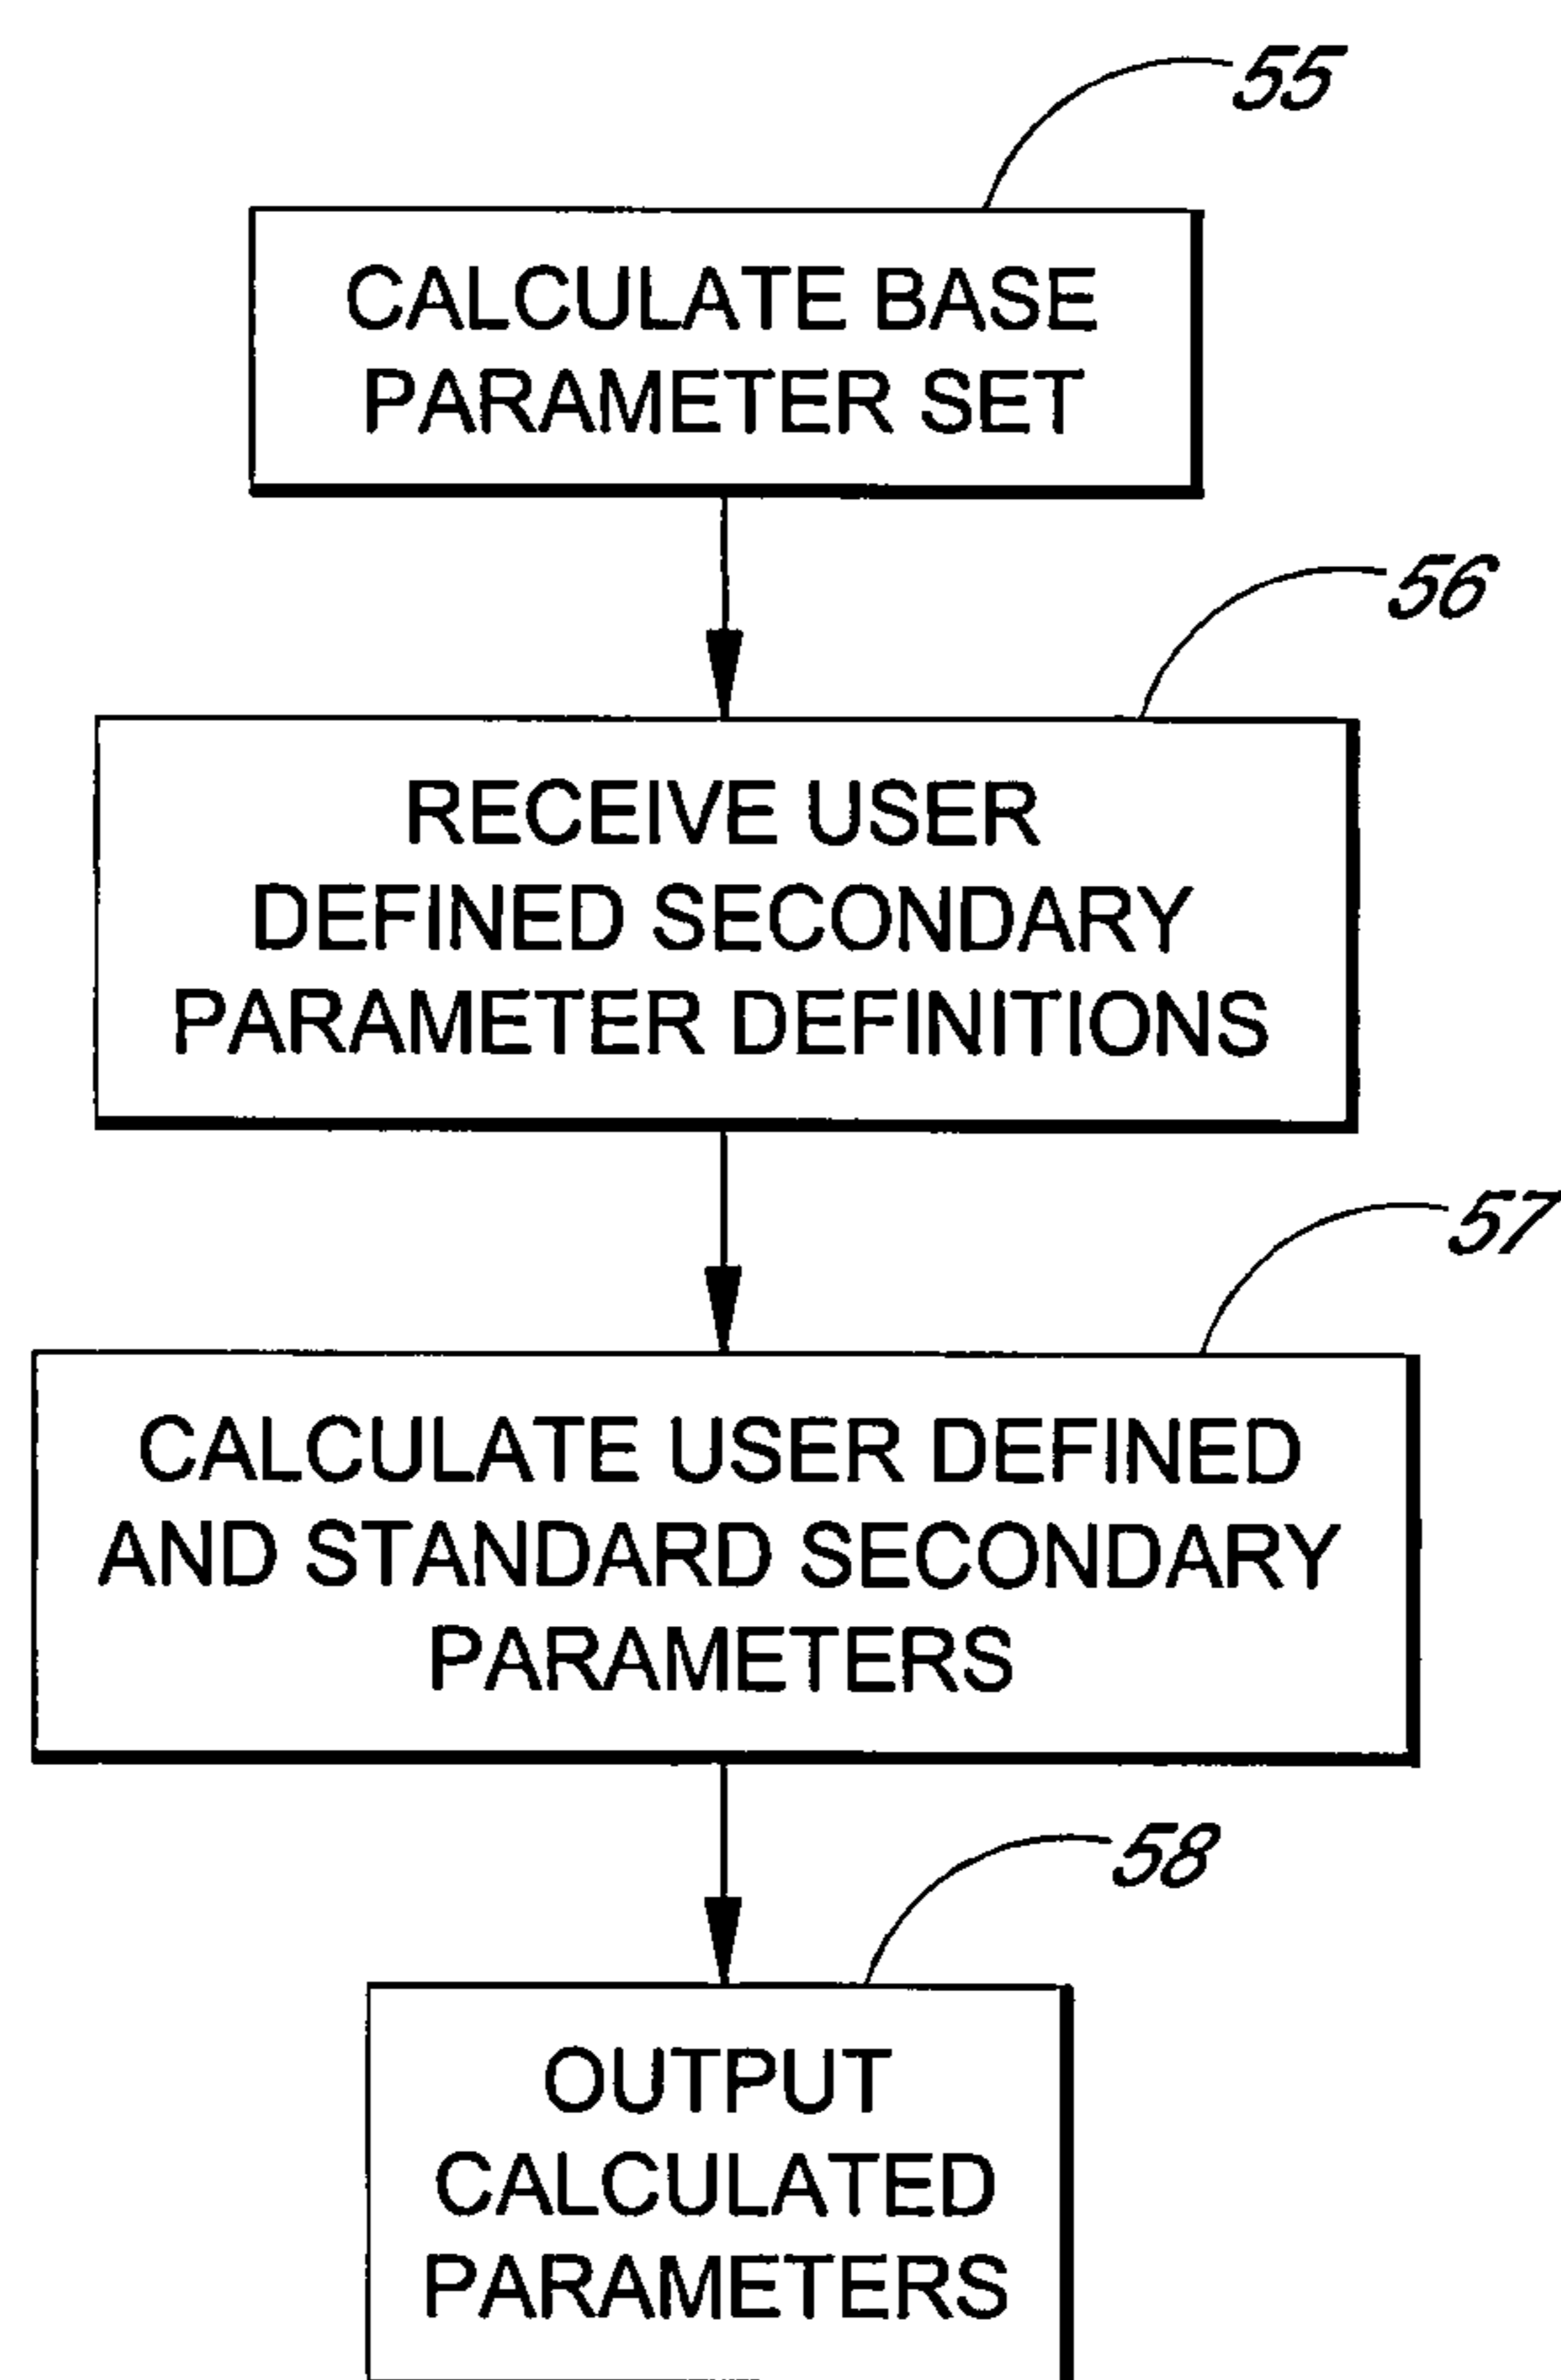 55
CALCULATE BASE
PARAMETER SET
56
RECEIVE USER
DEFINED SECONDARY
PARAMETER DEFINITIONS
57
CALCULATE USER DEFINED
AND STANDARD SECONDARY
PARAMETERS
58
OUTPUT
CALCULATED
PARAMETERS